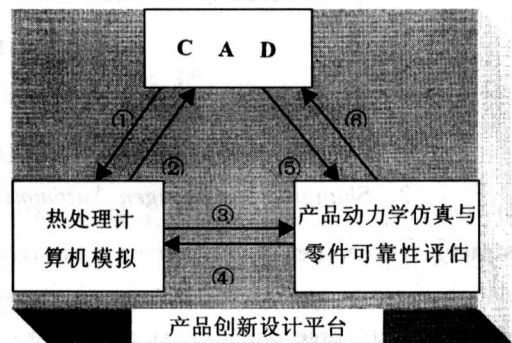 C A D
①
⑥
②
⑤
热处理计
算机模拟
③
④
产品动力学仿真与
零件可靠性评估
产品创新设计平台